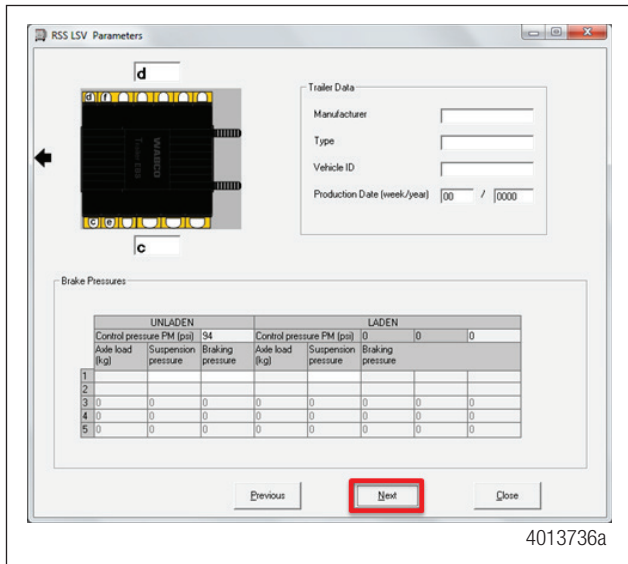 RSS LSV Parameters
d
d f
WABCO
Trailer EBS
c e
c
Trailer Data
Manufacturer
Type
Vehicle ID
Production Date (week/year) 00 / 0000
Brake Pressures
UNLADEN LADEN
Control pressure PM (psi) 94 Control pressure PM (psi) 0 0 0
Axle load (kg) Suspension pressure Braking pressure Axle load (kg) Suspension pressure Braking pressure
1
2
3 0 0 0 0 0 0 0 0
4 0 0 0 0 0 0 0 0
5 0 0 0 0 0 0 0 0
Previous Next Close
4013736a